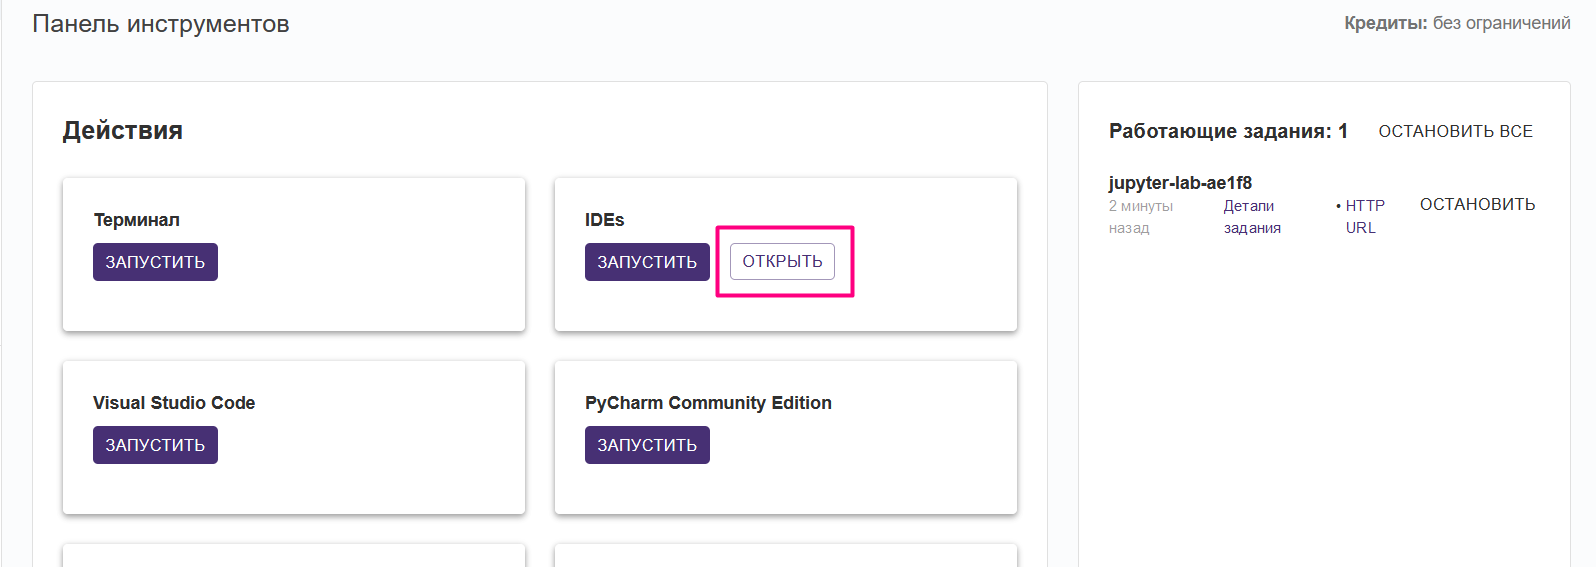 Панель инструментов
Кредиты: без ограничений
Действия
Терминал
ЗАПУСТИТЬ
IDEs
ЗАПУСТИТЬ ОТКРЫТЬ
Visual Studio Code
ЗАПУСТИТЬ
PyCharm Community Edition
ЗАПУСТИТЬ
Работающие задания: 1 ОСТАНОВИТЬ ВСЕ
jupyter-lab-ae1f8
2 минуты
назад
Детали
задания
• HTTP
URL
ОСТАНОВИТЬ